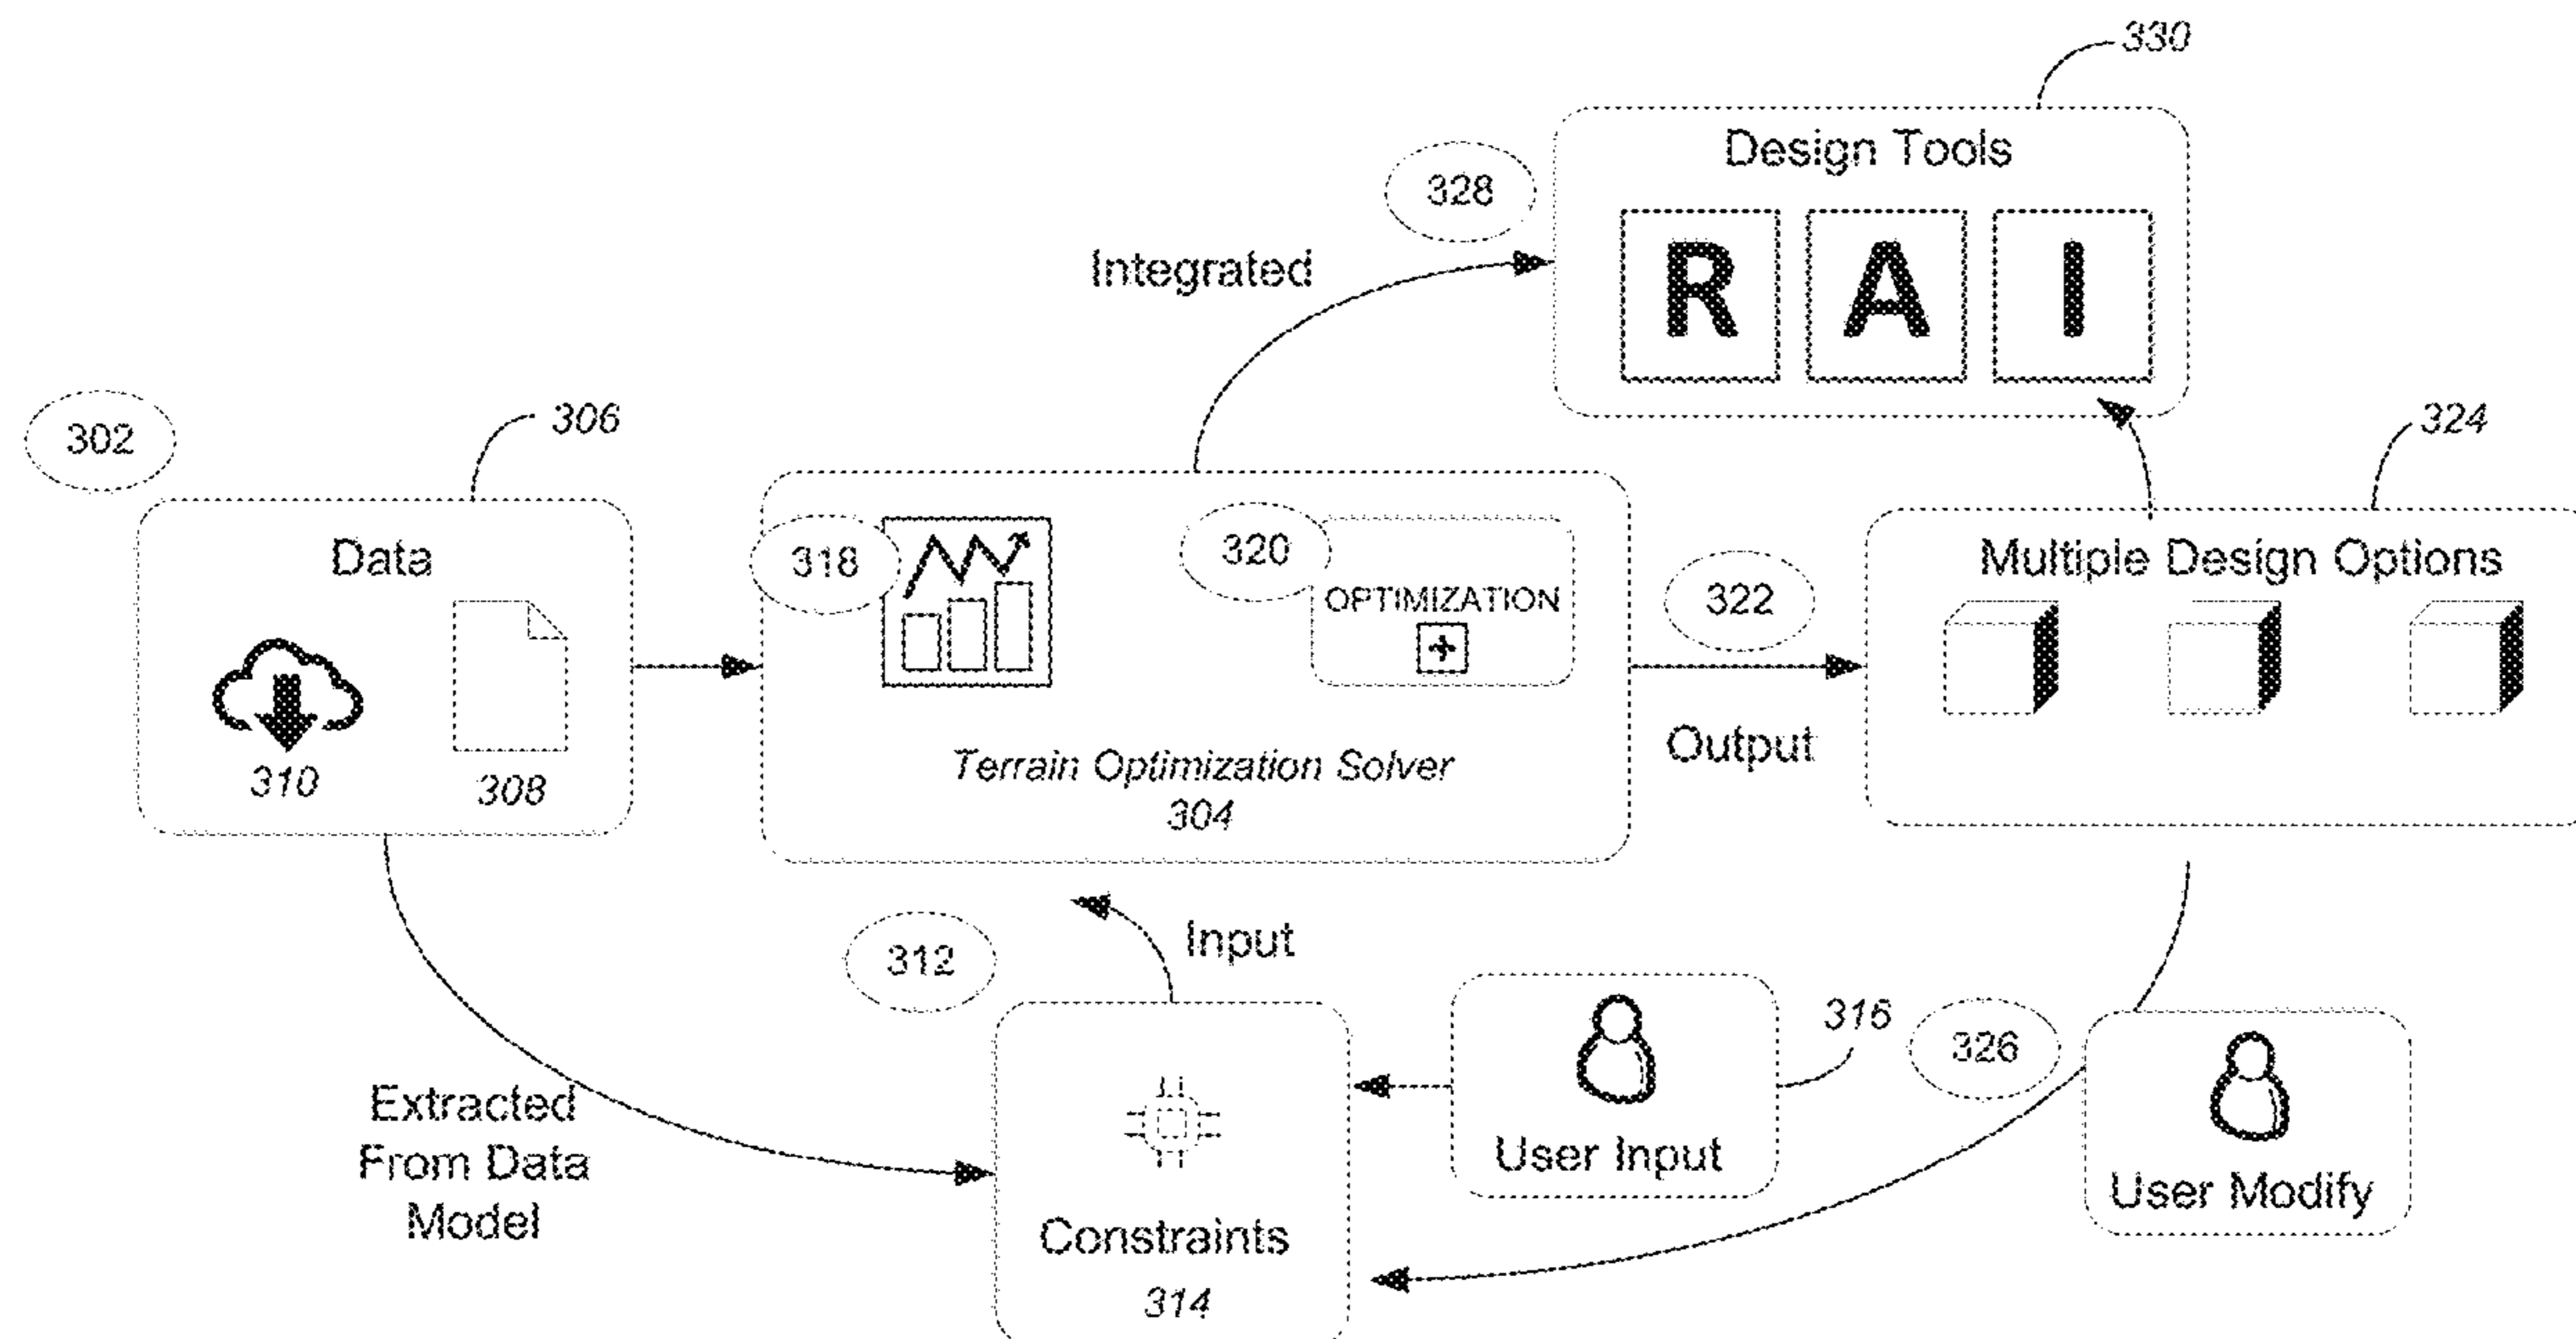 330
Design Tools
328
R A I
Integrated
302
306
324
Data
318
320
OPTIMIZATION
322
Multiple Design Options
310
308
Terrain Optimization Solver
304
Output
312
Input
316
326
User Input
User Modify
Extracted
From Data
Model
Constraints
314